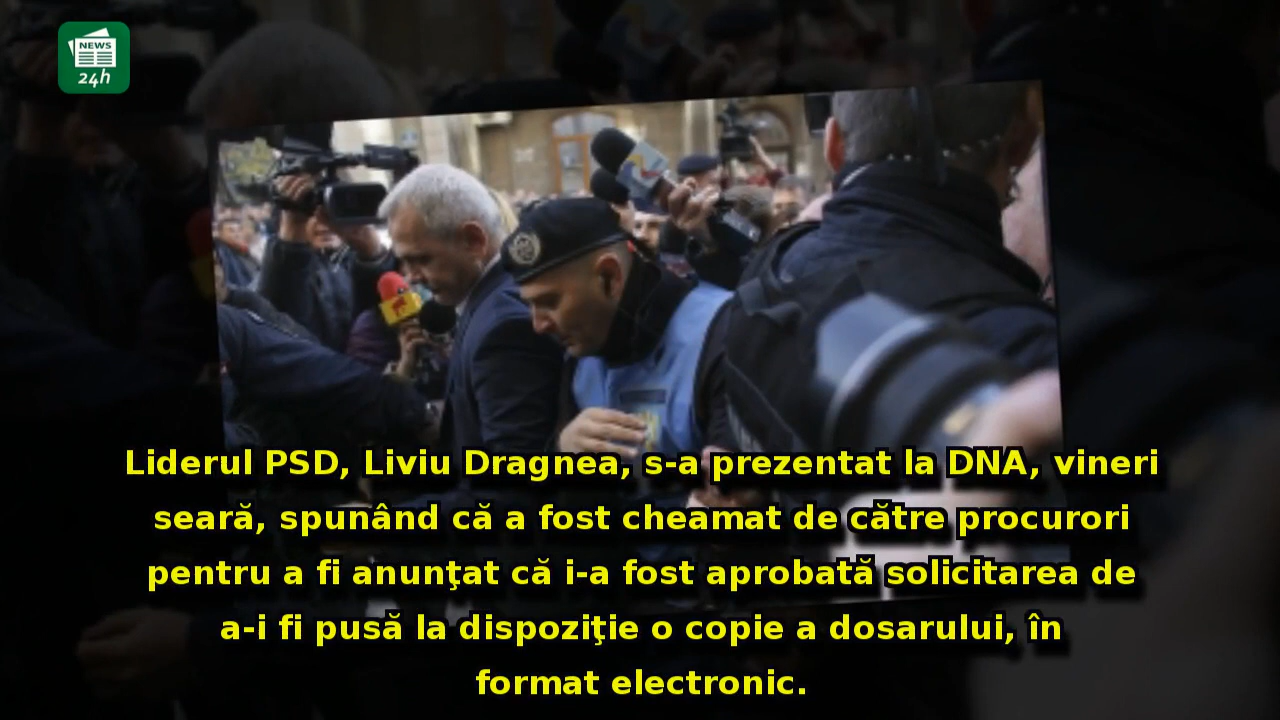 NEWS
24h
Liderul PSD, Liviu Dragnea, s-a prezentat la DNA, vineri
seară, spunând că a fost cheamat de către procurori
pentru a fi anunţat că i-a fost aprobată solicitarea de
a-i fi pusă la dispoziţie o copie a dosarului, în
format electronic.